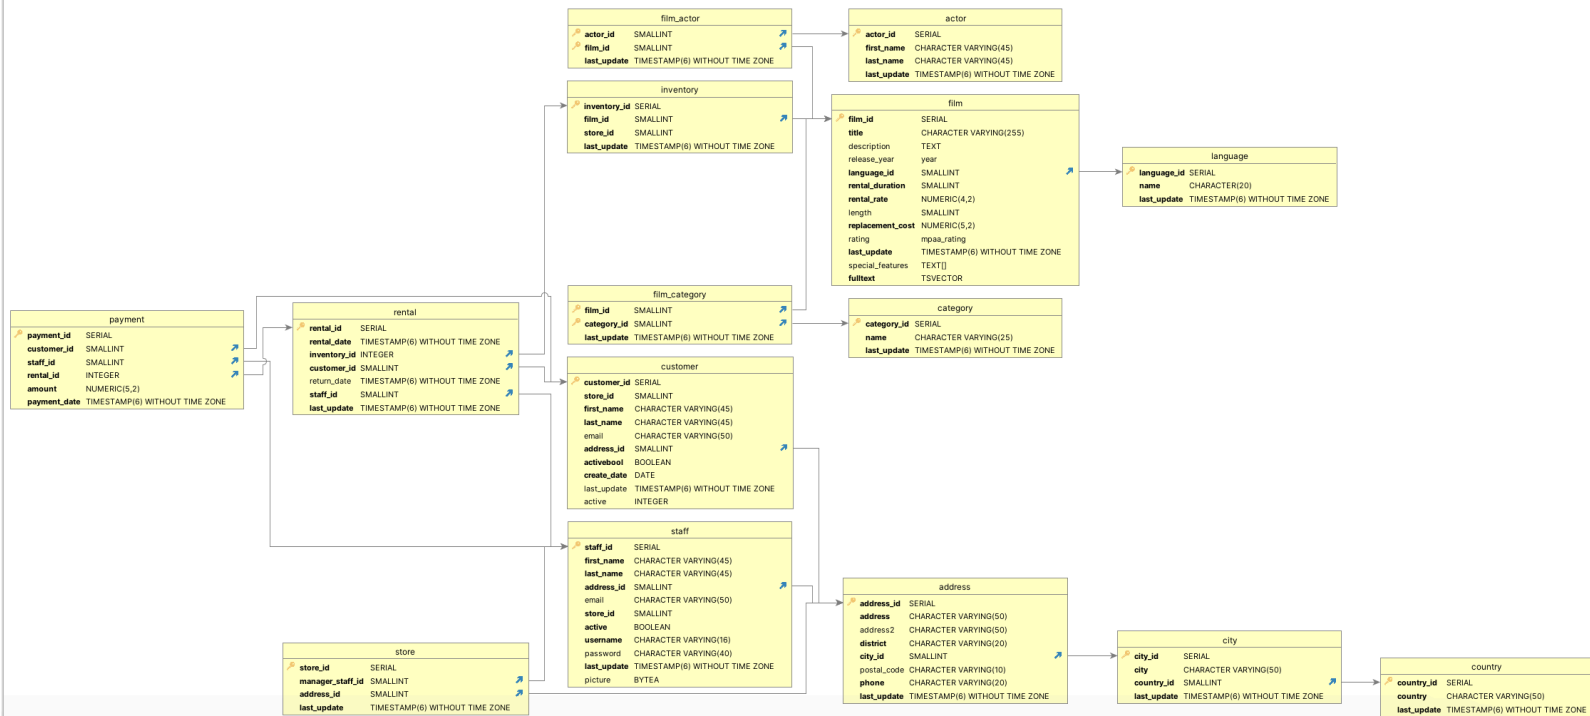 film_actor
actor_id SMALLINT
film_id SMALLINT
last_update TIMESTAMP(6) WITHOUT TIME ZONE
actor
actor_id SERIAL
first_name CHARACTER VARYING(45)
last_name CHARACTER VARYING(45)
last_update TIMESTAMP(6) WITHOUT TIME ZONE
inventory
inventory_id SERIAL
film_id SMALLINT
store_id SMALLINT
last_update TIMESTAMP(6) WITHOUT TIME ZONE
film
film_id SERIAL
title CHARACTER VARYING(255)
description TEXT
release_year year
language_id SMALLINT
rental_duration SMALLINT
rental_rate NUMERIC(4,2)
length SMALLINT
replacement_cost NUMERIC(5,2)
rating mpaa_rating
last_update TIMESTAMP(6) WITHOUT TIME ZONE
special_features TEXT[]
fulltext TSVECTOR
language
language_id SERIAL
name CHARACTER(20)
last_update TIMESTAMP(6) WITHOUT TIME ZONE
film_category
film_id SMALLINT
category_id SMALLINT
last_update TIMESTAMP(6) WITHOUT TIME ZONE
category
category_id SERIAL
name CHARACTER VARYING(25)
last_update TIMESTAMP(6) WITHOUT TIME ZONE
payment
payment_id SERIAL
customer_id SMALLINT
staff_id SMALLINT
rental_id INTEGER
amount NUMERIC(5,2)
payment_date TIMESTAMP(6) WITHOUT TIME ZONE
rental
rental_id SERIAL
rental_date TIMESTAMP(6) WITHOUT TIME ZONE
inventory_id INTEGER
customer_id SMALLINT
return_date TIMESTAMP(6) WITHOUT TIME ZONE
staff_id SMALLINT
last_update TIMESTAMP(6) WITHOUT TIME ZONE
customer
customer_id SERIAL
store_id SMALLINT
first_name CHARACTER VARYING(45)
last_name CHARACTER VARYING(45)
email CHARACTER VARYING(50)
address_id SMALLINT
activebool BOOLEAN
create_date DATE
last_update TIMESTAMP(6) WITHOUT TIME ZONE
active INTEGER
staff
staff_id SERIAL
first_name CHARACTER VARYING(45)
last_name CHARACTER VARYING(45)
address_id SMALLINT
email CHARACTER VARYING(50)
store_id SMALLINT
active BOOLEAN
username CHARACTER VARYING(16)
password CHARACTER VARYING(40)
last_update TIMESTAMP(6) WITHOUT TIME ZONE
picture BYTEA
store
store_id SERIAL
manager_staff_id SMALLINT
address_id SMALLINT
last_update TIMESTAMP(6) WITHOUT TIME ZONE
address
address_id SERIAL
address CHARACTER VARYING(50)
address2 CHARACTER VARYING(50)
district CHARACTER VARYING(20)
city_id SMALLINT
postal_code CHARACTER VARYING(10)
phone CHARACTER VARYING(20)
last_update TIMESTAMP(6) WITHOUT TIME ZONE
city
city_id SERIAL
city CHARACTER VARYING(50)
country_id SMALLINT
last_update TIMESTAMP(6) WITHOUT TIME ZONE
country
country_id SERIAL
country CHARACTER VARYING(50)
last_update TIMESTAMP(6) WITHOUT TIME ZONE